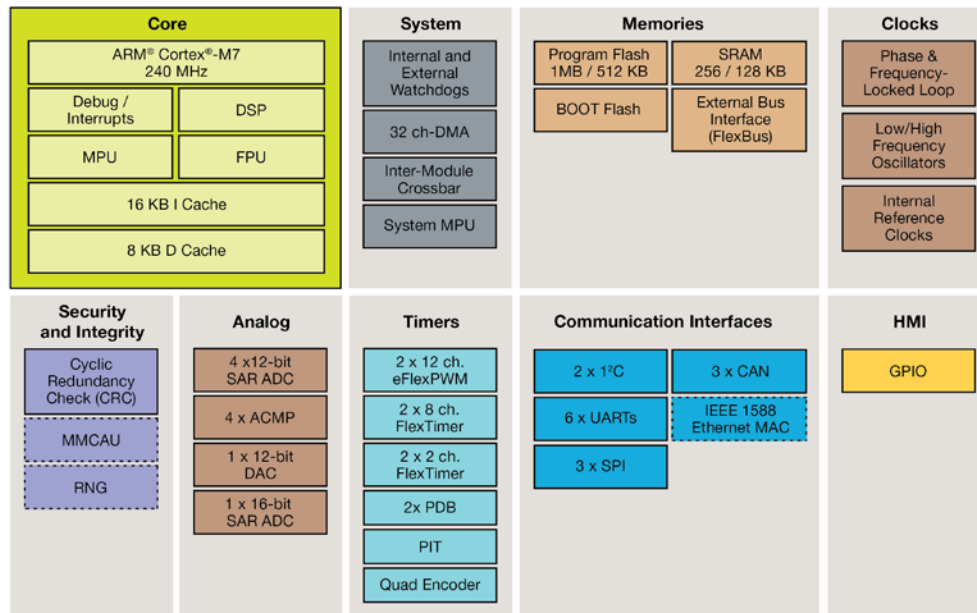 Core
ARM® Cortex®-M7
240 MHz
Debug /
Interrupts
DSP
MPU
FPU
16 KB I Cache
8 KB D Cache
System
Internal and
External
Watchdogs
32 ch-DMA
Inter-Module
Crossbar
System MPU
Memories
Program Flash
1MB / 512 KB
SRAM
256 / 128 KB
BOOT Flash
External Bus
Interface
(FlexBus)
Clocks
Phase &
Frequency-
Locked Loop
Low/High
Frequency
Oscillators
Internal
Reference
Clocks
Security
and Integrity
Cyclic
Redundancy
Check (CRC)
MMCAU
RNG
Analog
4 x12-bit
SAR ADC
4 x ACMP
1 x 12-bit
DAC
1 x 16-bit
SAR ADC
Timers
2 x 12 ch.
eFlexPWM
2 x 8 ch.
FlexTimer
2 x 2 ch.
FlexTimer
2x PDB
PIT
Quad Encoder
Communication Interfaces
2 x 1²C
3 x CAN
6 x UARTs
IEEE 1588
Ethernet MAC
3 x SPI
HMI
GPIO